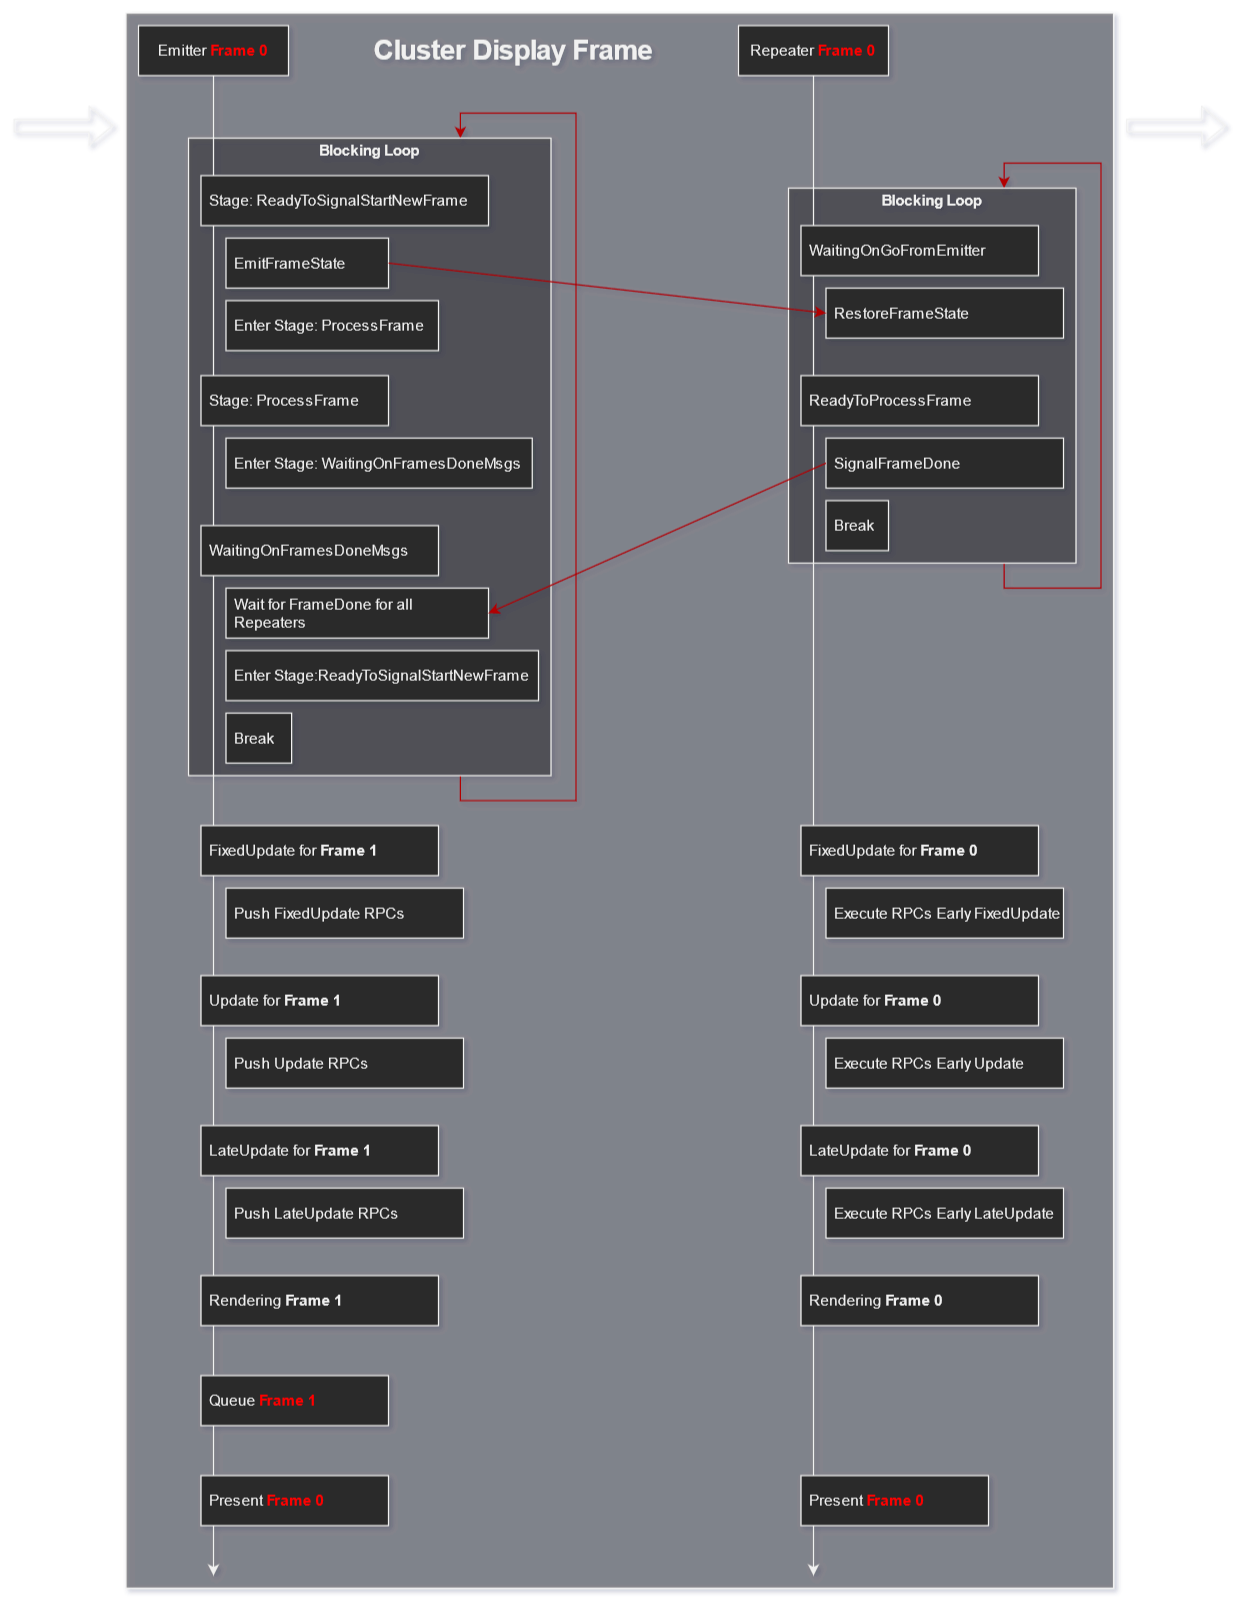 Cluster Display Frame
Emitter Frame 0
Blocking Loop
Stage: ReadyToSignalStartNewFrame
EmitFrameState
Enter Stage: ProcessFrame
Stage: ProcessFrame
Enter Stage: WaitingOnFramesDoneMsgs
WaitingOnFramesDoneMsgs
Wait for FrameDone for all
Repeaters
Enter Stage:ReadyToSignalStartNewFrame
Break
FixedUpdate for Frame 1
Push FixedUpdate RPCs
Update for Frame 1
Push Update RPCs
LateUpdate for Frame 1
Push LateUpdate RPCs
Rendering Frame 1
Queue Frame 1
Present Frame 0
Repeater Frame 0
Blocking Loop
WaitingOnGoFromEmitter
RestoreFrameState
ReadyToProcessFrame
SignalFrameDone
Break
FixedUpdate for Frame 0
Execute RPCs Early FixedUpdate
Update for Frame 0
Execute RPCs Early Update
LateUpdate for Frame 0
Execute RPCs Early LateUpdate
Rendering Frame 0
Present Frame 0